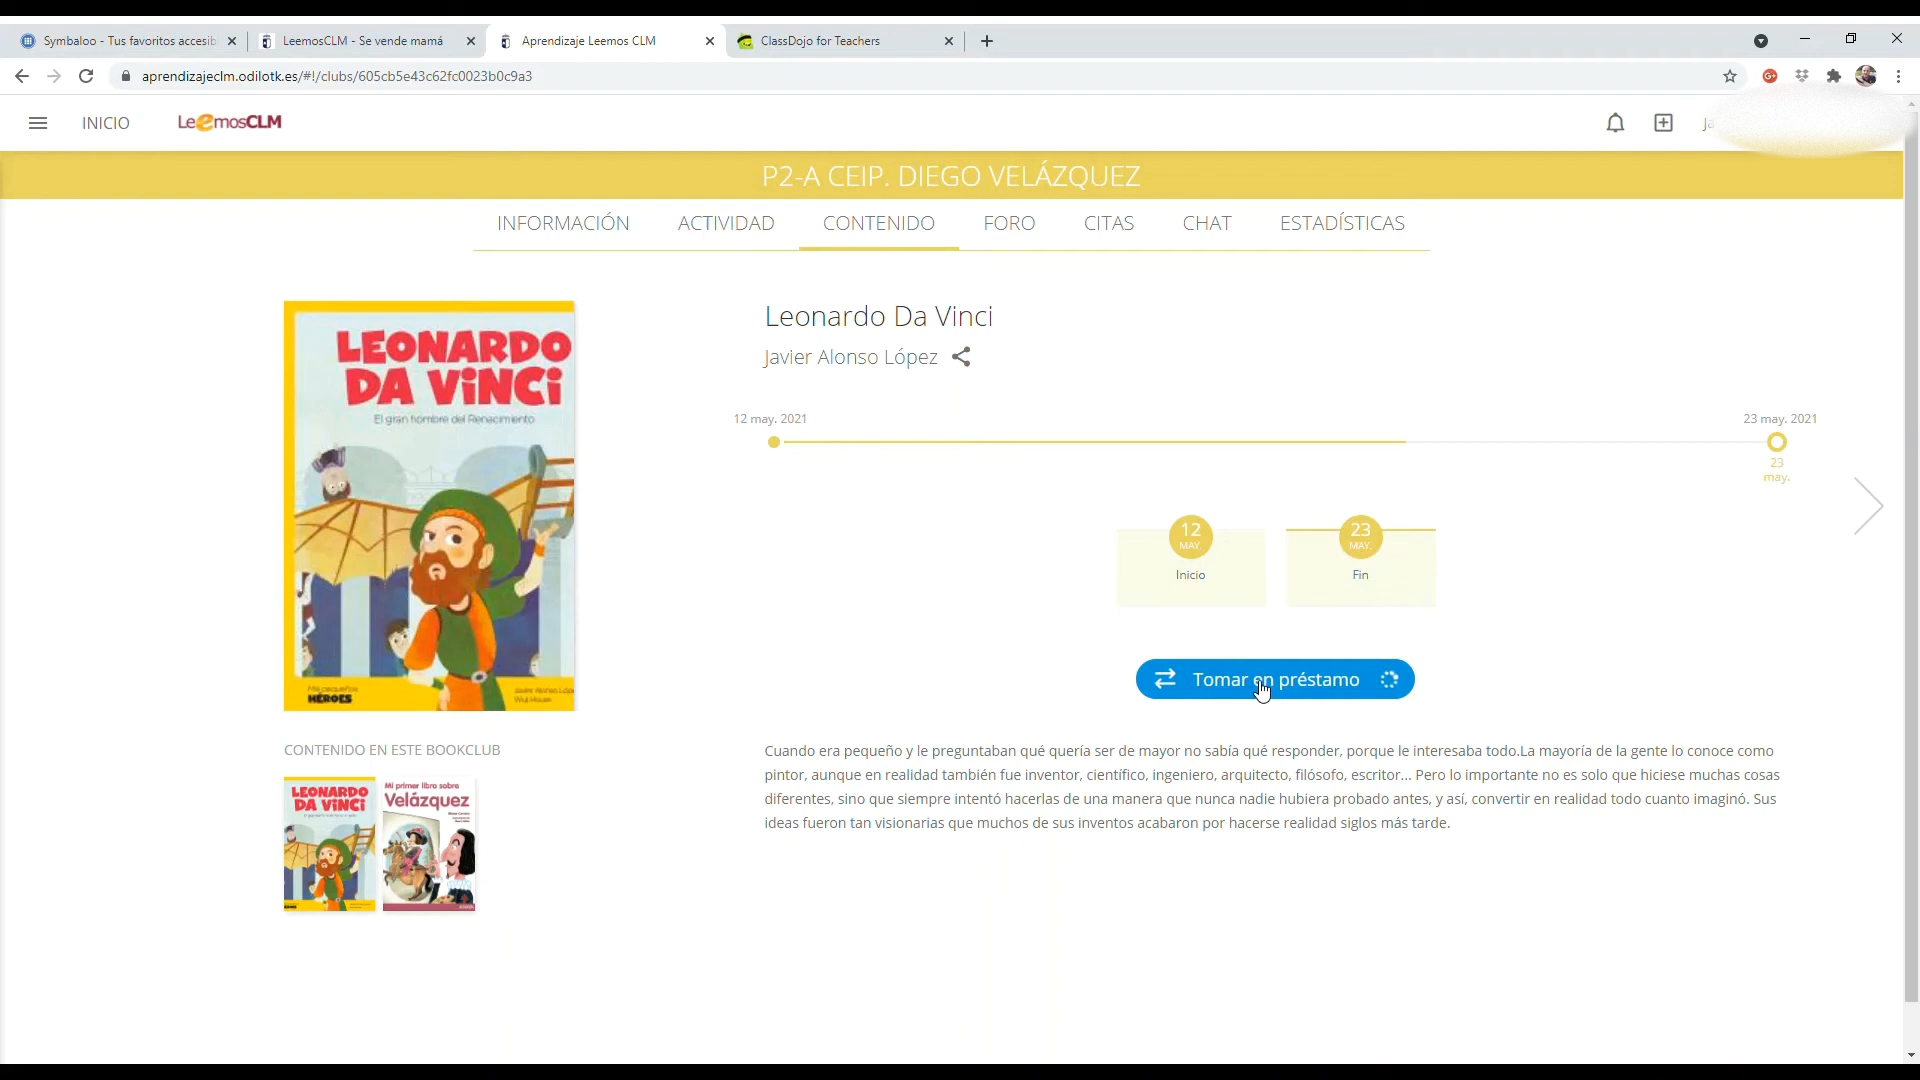 Symbaloo - Tus favoritos accesib
LeemosCLM - Se vende mamá
Aprendizaje Leemos CLM
ClassDojo for Teachers
aprendizajeclm.odilotk.es/#!/clubs/605cb5e43c62fc0023b0c9a3
INICIO
LeemosCLM
P2-A CEIP. DIEGO VELÁZQUEZ
INFORMACIÓN
ACTIVIDAD
CONTENIDO
FORO
CITAS
CHAT
ESTADÍSTICAS
LEONARDO
DA VINCI
El gran hombre del Renacimiento
Mis pequeños
HÉROES
Leonardo Da Vinci
Javier Alonso López
12 may. 2021
23 may. 2021
23
may.
12
MAY.
Inicio
23
MAY.
Fin
Tomar en préstamo
Cuando era pequeño y le preguntaban qué quería ser de mayor no sabía qué responder, porque le interesaba todo.La mayoría de la gente lo conoce como
pintor, aunque en realidad también fue inventor, científico, ingeniero, arquitecto, filósofo, escritor... Pero lo importante no es solo que hiciese muchas cosas
diferentes, sino que siempre intentó hacerlas de una manera que nunca nadie hubiera probado antes, y así, convertir en realidad todo cuanto imaginó. Sus
ideas fueron tan visionarias que muchos de sus inventos acabaron por hacerse realidad siglos más tarde.
CONTENIDO EN ESTE BOOKCLUB
LEONARDO
DA VINCI
Mi primer libro sobre
Velázquez